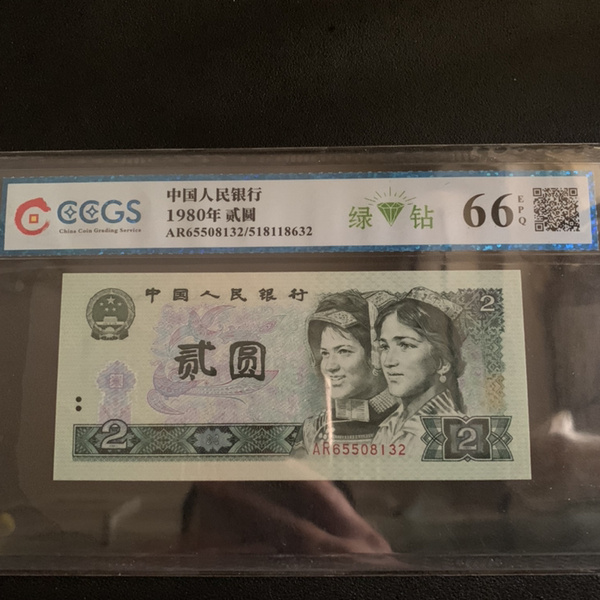 CCGS
China Coin Grading Service
中国人民银行
1980年 贰圆
AR65508132/518118632
绿 钻
66
EPQ
中国人民银行
2
贰圆
2
2
AR65508132